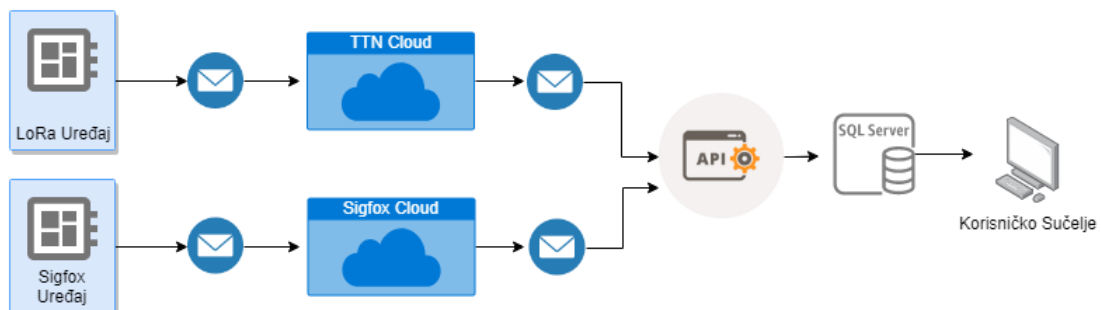 TTN Cloud
LoRa Uređaj
API
SQL Server
Sigfox Cloud
Korisničko Sučelje
Sigfox
Uređaj